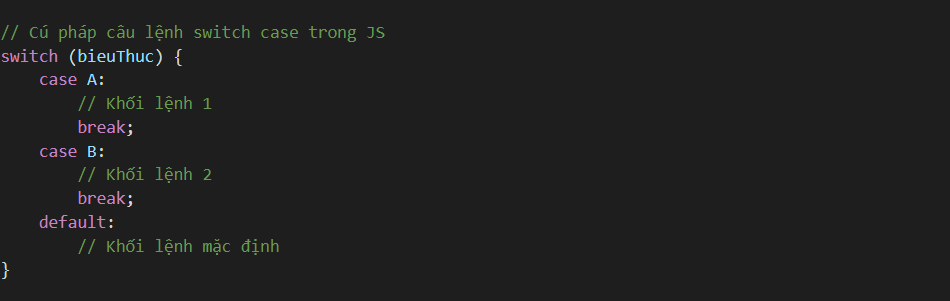 // Cú pháp câu lệnh switch case trong JS
switch (bieuThuc) {
    case A:
        // Khối lệnh 1
        break;
    case B:
        // Khối lệnh 2
        break;
    default:
        // Khối lệnh mặc định
}